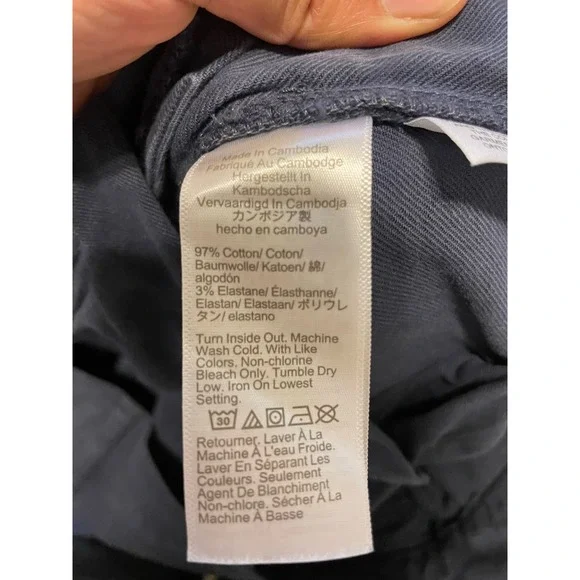 Made In Cambodia
Fabriqué Au Cambodge
Hergestellt In
Kambodscha
Vervaardigd In Cambodja
カンボジア製
hecho en camboya
97% Cotton/ Coton/
Baumwolle/ Katoen/ 綿/
algodón
3% Elastane/ Élasthanne/
Elastan/ Elastaan/ ポリウレ
タン/ elastano
Turn Inside Out. Machine
Wash Cold. With Like
Colors. Non-chlorine
Bleach Only. Tumble Dry
Low. Iron On Lowest
Setting.
30
Retourner. Laver À La
Machine À L'eau Froide.
Laver En Séparant Les
Couleurs. Seulement
Agent De Blanchiment
Non Chloré. Sécher À La
Machine À Basse